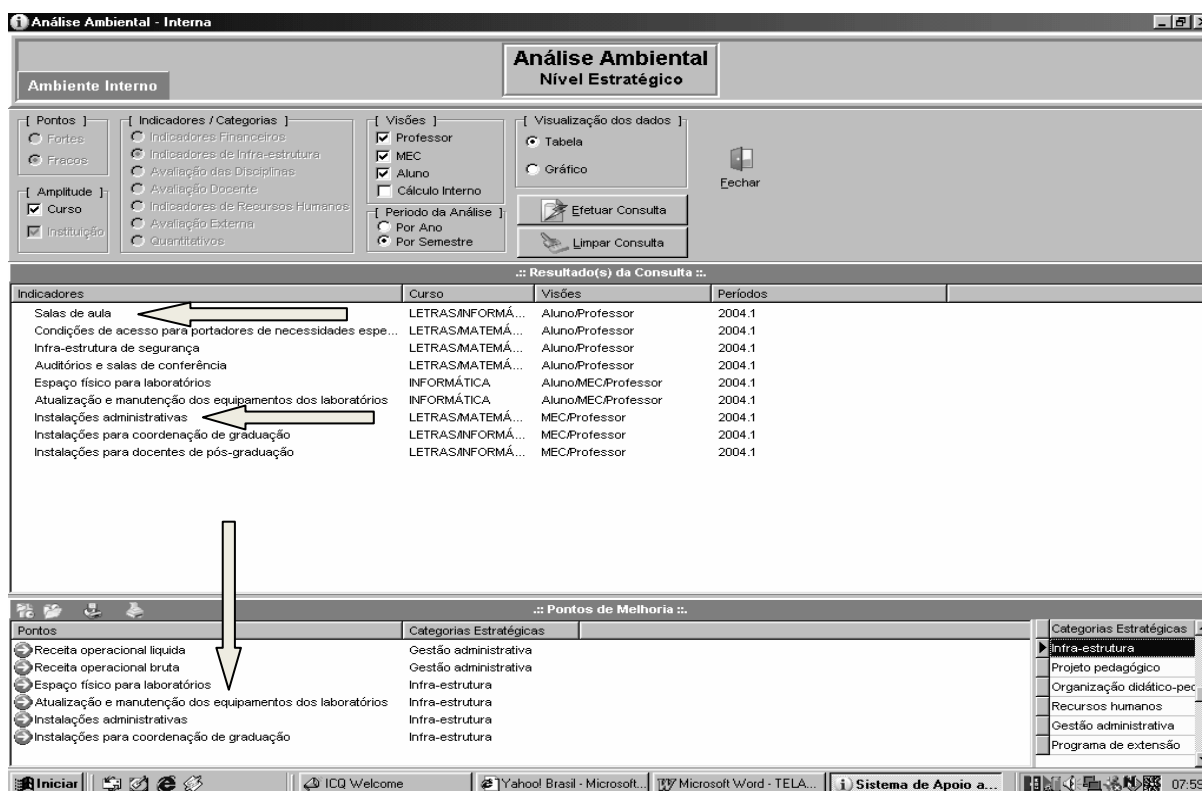 Análise Ambiental - Interna
Análise Ambiental
Nível Estratégico
Ambiente Interno
[ Pontos ]
Fortes
Fracos
[ Amplitude ]
Curso
Instituição
[ Indicadores / Categorias ]
Indicadores Financeiros
Indicadores de Infra-estrutura
Avaliação das Disciplinas
Avaliação Docente
Indicadores de Recursos Humanos
Avaliação Externa
Quantitativos
[ Visões ]
Professor
MEC
Aluno
Cálculo Interno
[ Periodo da Análise ]
Por Ano
Por Semestre
[ Visualização dos dados ]
Tabela
Gráfico
Efetuar Consulta
Limpar Consulta
Fechar
.:: Resultado(s) da Consulta ::.
Indicadores Curso Visões Períodos
Salas de aula LETRAS/INFORMÁ... Aluno/Professor 2004.1
Condições de acesso para portadores de necessidades espe... LETRAS/MATEMÁ... Aluno/Professor 2004.1
Infra-estrutura de segurança LETRAS/MATEMÁ... Aluno/Professor 2004.1
Auditórios e salas de conferência LETRAS/MATEMÁ... Aluno/Professor 2004.1
Espaço físico para laboratórios INFORMÁTICA Aluno/MEC/Professor 2004.1
Atualização e manutenção dos equipamentos dos laboratórios INFORMÁTICA Aluno/MEC/Professor 2004.1
Instalações administrativas LETRAS/MATEMÁ... MEC/Professor 2004.1
Instalações para coordenação de graduação LETRAS/INFORMÁ... MEC/Professor 2004.1
Instalações para docentes de pós-graduação LETRAS/INFORMÁ... MEC/Professor 2004.1
.:: Pontos de Melhoria ::.
Pontos Categorias Estratégicas
Receita operacional liquida Gestão administrativa
Receita operacional bruta Gestão administrativa
Espaço físico para laboratórios Infra-estrutura
Atualização e manutenção dos equipamentos dos laboratórios Infra-estrutura
Instalações administrativas Infra-estrutura
Instalações para coordenação de graduação Infra-estrutura
Categorias Estratégicas
Infra-estrutura
Projeto pedagógico
Organização didático-pec
Recursos humanos
Gestão administrativa
Programa de extensão
Iniciar ICQ Welcome Yahoo! Brasil - Microsoft... Microsoft Word - TELA... Sistema de Apoio a... 07:59